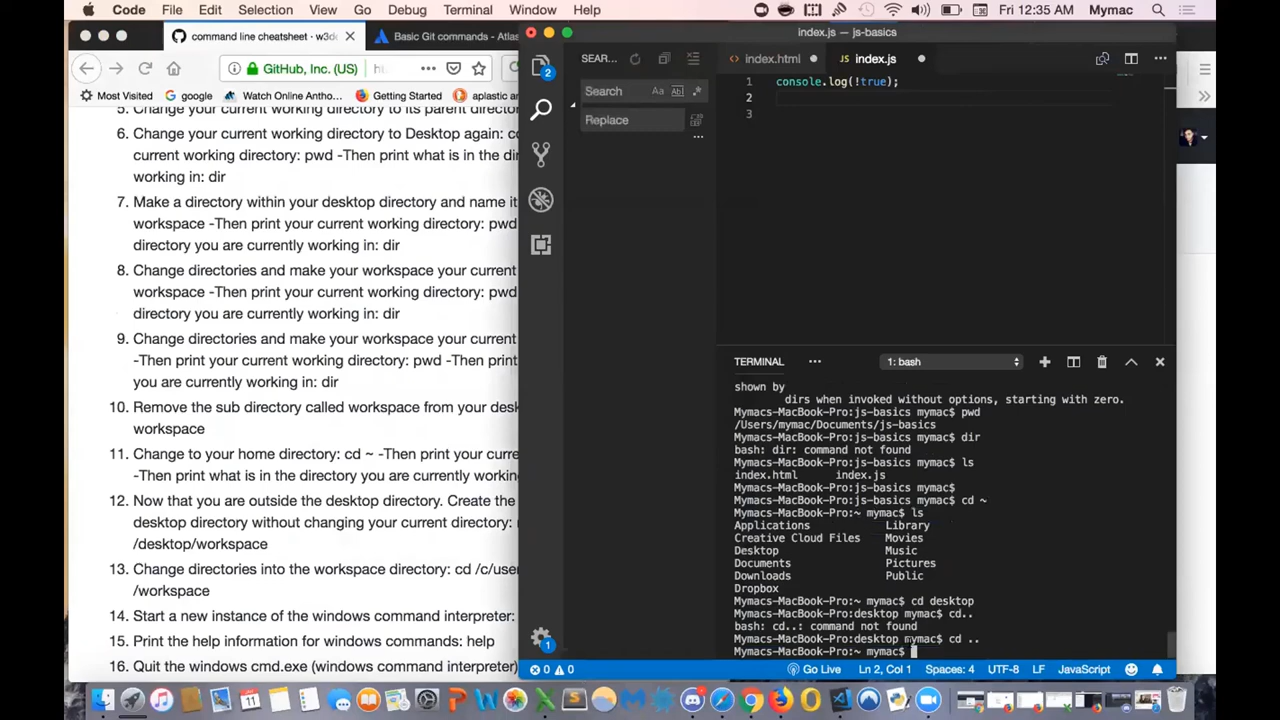 Code File Edit Selection View Go Debug Terminal Window Help Fri 12:35 AM Mymac
command line cheatsheet · w3d
Basic Git commands - Atlas
GitHub, Inc. (US)
Most Visited google Watch Online Antho... Getting Started aplastic an
5. Change your current working directory to its parent directory
6. Change your current working directory to Desktop again: cd
current working directory: pwd -Then print what is in the dir
working in: dir
7. Make a directory within your desktop directory and name it
workspace -Then print your current working directory: pwd
directory you are currently working in: dir
8. Change directories and make your workspace your current
workspace -Then print your current working directory: pwd
directory you are currently working in: dir
9. Change directories and make your workspace your current
-Then print your current working directory: pwd -Then print
you are currently working in: dir
10. Remove the sub directory called workspace from your desk
workspace
11. Change to your home directory: cd ~ -Then print your curren
-Then print what is in the directory you are currently working
12. Now that you are outside the desktop directory. Create the
desktop directory without changing your current directory:
/desktop/workspace
13. Change directories into the workspace directory: cd /c/user
/workspace
14. Start a new instance of the windows command interpreter:
15. Print the help information for windows commands: help
16. Quit the windows cmd.exe (windows command interpreter)
index.js — js-basics
2
SEAR...
Search Aa Abl
Replace
1
index.html
JS index.js
1 console.log(!true);
2
3
TERMINAL 1: bash
shown by
dirs when invoked without options, starting with zero.
Mymacs-MacBook-Pro:js-basics mymac$ pwd
/Users/mymac/Documents/js-basics
Mymacs-MacBook-Pro:js-basics mymac$ dir
bash: dir: command not found
Mymacs-MacBook-Pro:js-basics mymac$ ls
index.html index.js
Mymacs-MacBook-Pro:js-basics mymac$
Mymacs-MacBook-Pro:js-basics mymac$ cd ~
Mymacs-MacBook-Pro:~ mymac$ ls
Applications Library
Creative Cloud Files Movies
Desktop Music
Documents Pictures
Downloads Public
Dropbox
Mymacs-MacBook-Pro:~ mymac$ cd desktop
Mymacs-MacBook-Pro:desktop mymac$ cd..
bash: cd..: command not found
Mymacs-MacBook-Pro:desktop mymac$ cd ..
Mymacs-MacBook-Pro:~ mymac$
0 0 Go Live Ln 2, Col 1 Spaces: 4 UTF-8 LF JavaScript